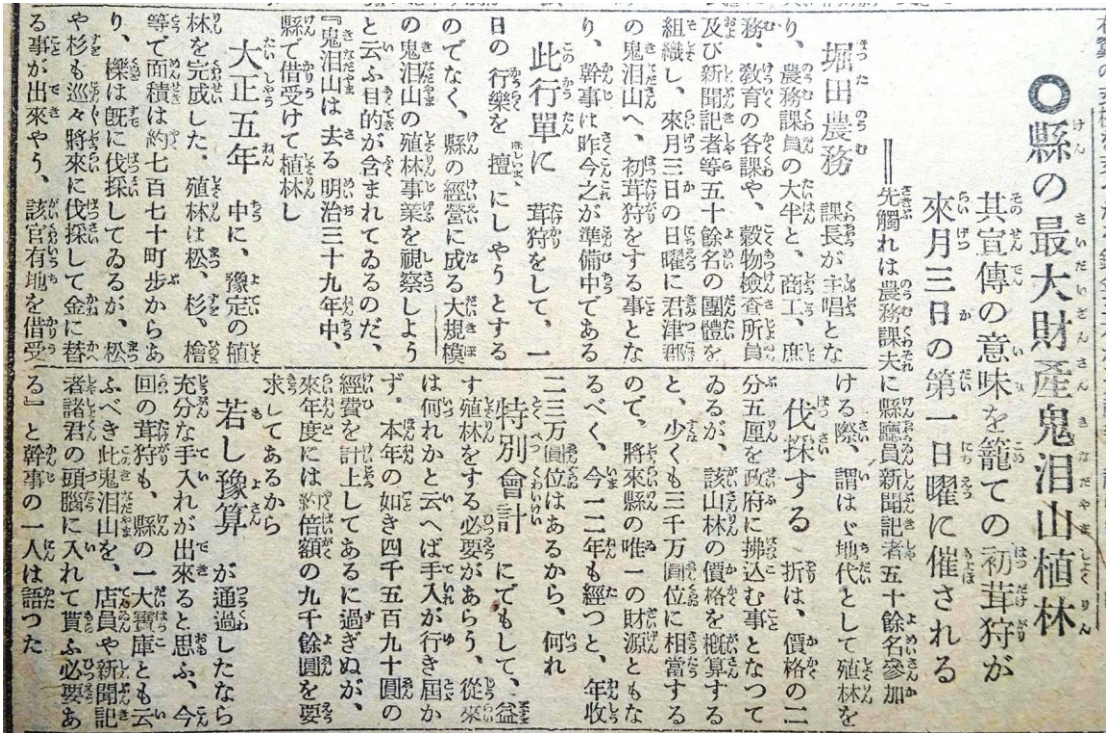 ◎縣の最大財產鬼泪山植林
其宣傳の意味を籠ての初茸狩が
來月三日の第一日曜に催される
先觸れは農務課夫に縣廳員新聞記者五十餘名參加
堀田農務　課長が主唱とな
り、農務課員の大半と、商工、庶
務、敎育の各課や、穀物檢査所員
及び新聞記者等五十餘名の團體を
組織し、來月三日の日曜に君津郡
の鬼泪山へ、初茸狩をする事とな
り、幹事は昨今之が準備中である
此行單に　茸狩をして、一
日の行樂を　擅にしやうとする
のでなく、縣の經營に成る大規模
の鬼泪山の殖林事業を視察しよう
と云ふ目的が含まれてゐるのだ、
『鬼泪山は去る明治三十九年中、
縣で借受けて植林し
大正五年　中に、豫定の植
林を完成した、殖林は松、杉、檜
等で面積は約七百七十町步からあ
り、櫟は旣に伐採してゐるが、松
や杉も巡々將來に伐採して金に替
る事が出來やう、該官有地を借受
ける際、謂はゞ地代として殖林を
伐採する　折は、價格の二
分五厘を政府に拂込む事となつて
ゐるが、該山林の價格を槪算する
と、少くも三千万圓位に相當する
ので、將來縣の唯一の財源ともな
るべく、今一二年も經つと、年收
二三万圓位はあるから、何れ
特別會計　にでもして、益
す殖林をする必要があらう、從來
は何れかと云へば手入が行き屆か
ず、本年の如き四千五百九十圓の
經費を計上してあるに過ぎぬが、
來年度には約倍額の九千餘圓を要
求してあるから
若し豫算　が通過したなら
充分な手入れが出來ると思ふ、今
回の茸狩も、縣の一大寶庫とも云
ふべき此鬼泪山を、店員や新聞記
者諸君の頭腦に入れて貰ふ必要あ
る』と幹事の一人は語つた